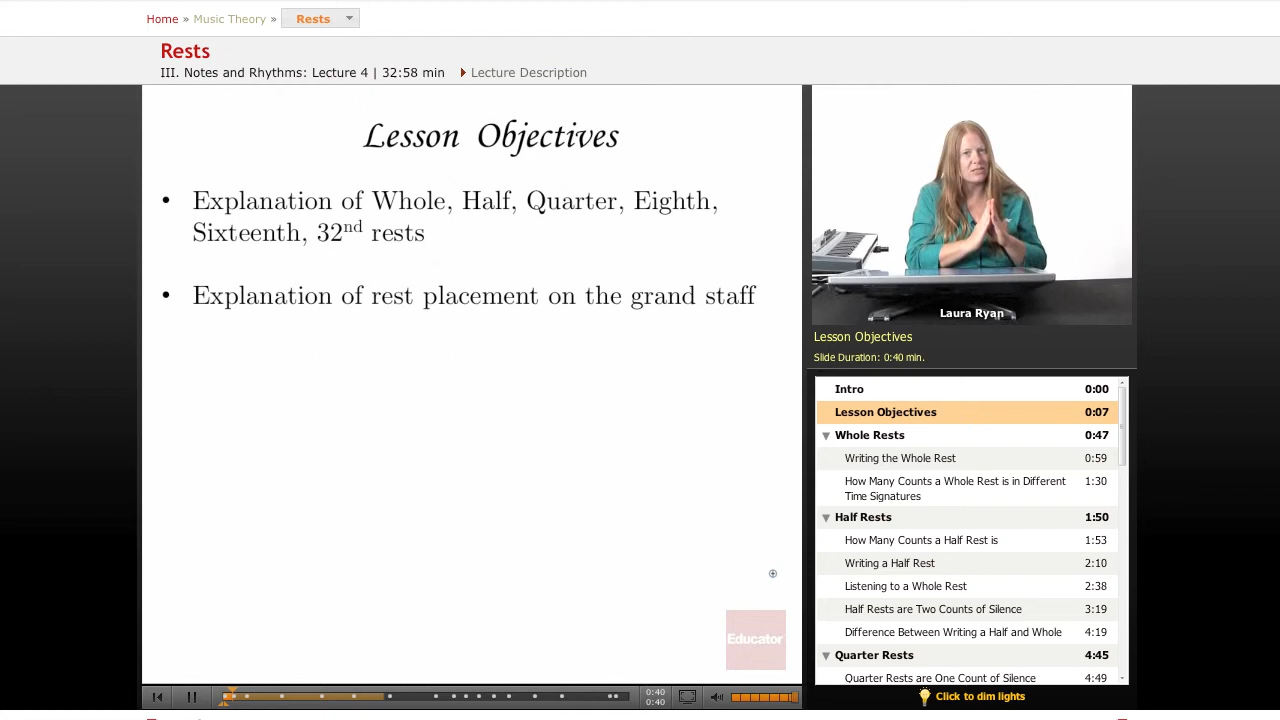 Home » Music Theory » Rests
Rests
III. Notes and Rhythms: Lecture 4 | 32:58 min Lecture Description
Lesson Objectives
• Explanation of Whole, Half, Quarter, Eighth,
Sixteenth, 32nd rests
• Explanation of rest placement on the grand staff
Educator
0:40
0:40
Laura Ryan
Lesson Objectives
Slide Duration: 0:40 min.
Intro 0:00
Lesson Objectives 0:07
Whole Rests 0:47
Writing the Whole Rest 0:59
How Many Counts a Whole Rest is in Different 1:30
Time Signatures
Half Rests 1:50
How Many Counts a Half Rest is 1:53
Writing a Half Rest 2:10
Listening to a Whole Rest 2:38
Half Rests are Two Counts of Silence 3:19
Difference Between Writing a Half and Whole 4:19
Quarter Rests 4:45
Quarter Rests are One Count of Silence 4:49
Click to dim lights